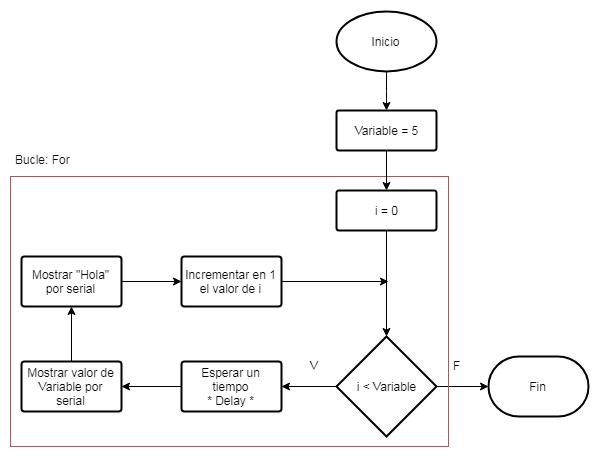 Inicio
Variable = 5
Bucle: For
i = 0
Mostrar "Hola"
por serial
Incrementar en 1
el valor de i
V
F
Mostrar valor de
Variable por
serial
Esperar un
tiempo
* Delay *
i < Variable
Fin